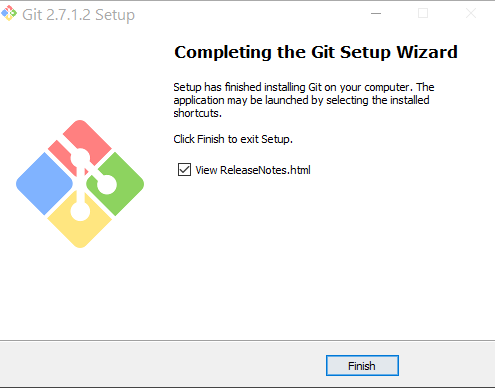 Git 2.7.1.2 Setup
Completing the Git Setup Wizard
Setup has finished installing Git on your computer. The
application may be launched by selecting the installed
shortcuts.
Click Finish to exit Setup.
View ReleaseNotes.html
Finish